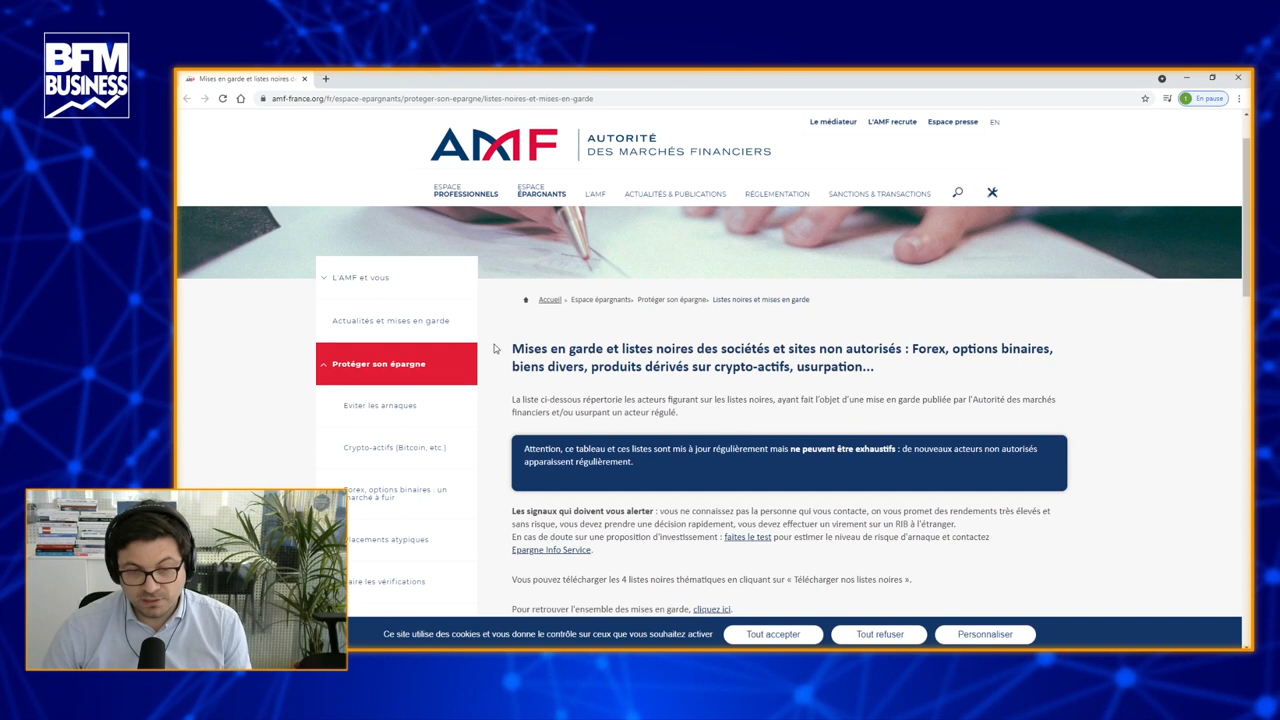 BFM
BUSINESS
Mises en garde et listes noires d
amf-france.org/fr/espace-epargnants/proteger-son-epargne/listes-noires-et-mises-en-garde
En pause
Le médiateur
L'AMF recrute
Espace presse
EN
AMF
AUTORITÉ
DES MARCHÉS FINANCIERS
ESPACE
PROFESSIONNELS
ESPACE
ÉPARGNANTS
L'AMF
ACTUALITÉS & PUBLICATIONS
RÉGLEMENTATION
SANCTIONS & TRANSACTIONS
L'AMF et vous
Actualités et mises en garde
Protéger son épargne
Eviter les arnaques
Crypto-actifs (Bitcoin, etc.)
Forex, options binaires : un
marché à fuir
lacements atypiques
aire les vérifications
Accueil > Espace épargnants> Protéger son épargne> Listes noires et mises en garde
Mises en garde et listes noires des sociétés et sites non autorisés : Forex, options binaires,
biens divers, produits dérivés sur crypto-actifs, usurpation...
La liste ci-dessous répertorie les acteurs figurant sur les listes noires, ayant fait l'objet d'une mise en garde publiée par l'Autorité des marchés
financiers et/ou usurpant un acteur régulé.
Attention, ce tableau et ces listes sont mis à jour régulièrement mais ne peuvent être exhaustifs : de nouveaux acteurs non autorisés
apparaissent régulièrement.
Les signaux qui doivent vous alerter : vous ne connaissez pas la personne qui vous contacte, on vous promet des rendements très élevés et
sans risque, vous devez prendre une décision rapidement, vous devez effectuer un virement sur un RIB à l'étranger.
En cas de doute sur une proposition d'investissement : faites le test pour estimer le niveau de risque d'arnaque et contactez
Epargne Info Service.
Vous pouvez télécharger les 4 listes noires thématiques en cliquant sur « Télécharger nos listes noires ».
Pour retrouver l'ensemble des mises en garde, cliquez ici.
Ce site utilise des cookies et vous donne le contrôle sur ceux que vous souhaitez activer
Tout accepter
Tout refuser
Personnaliser